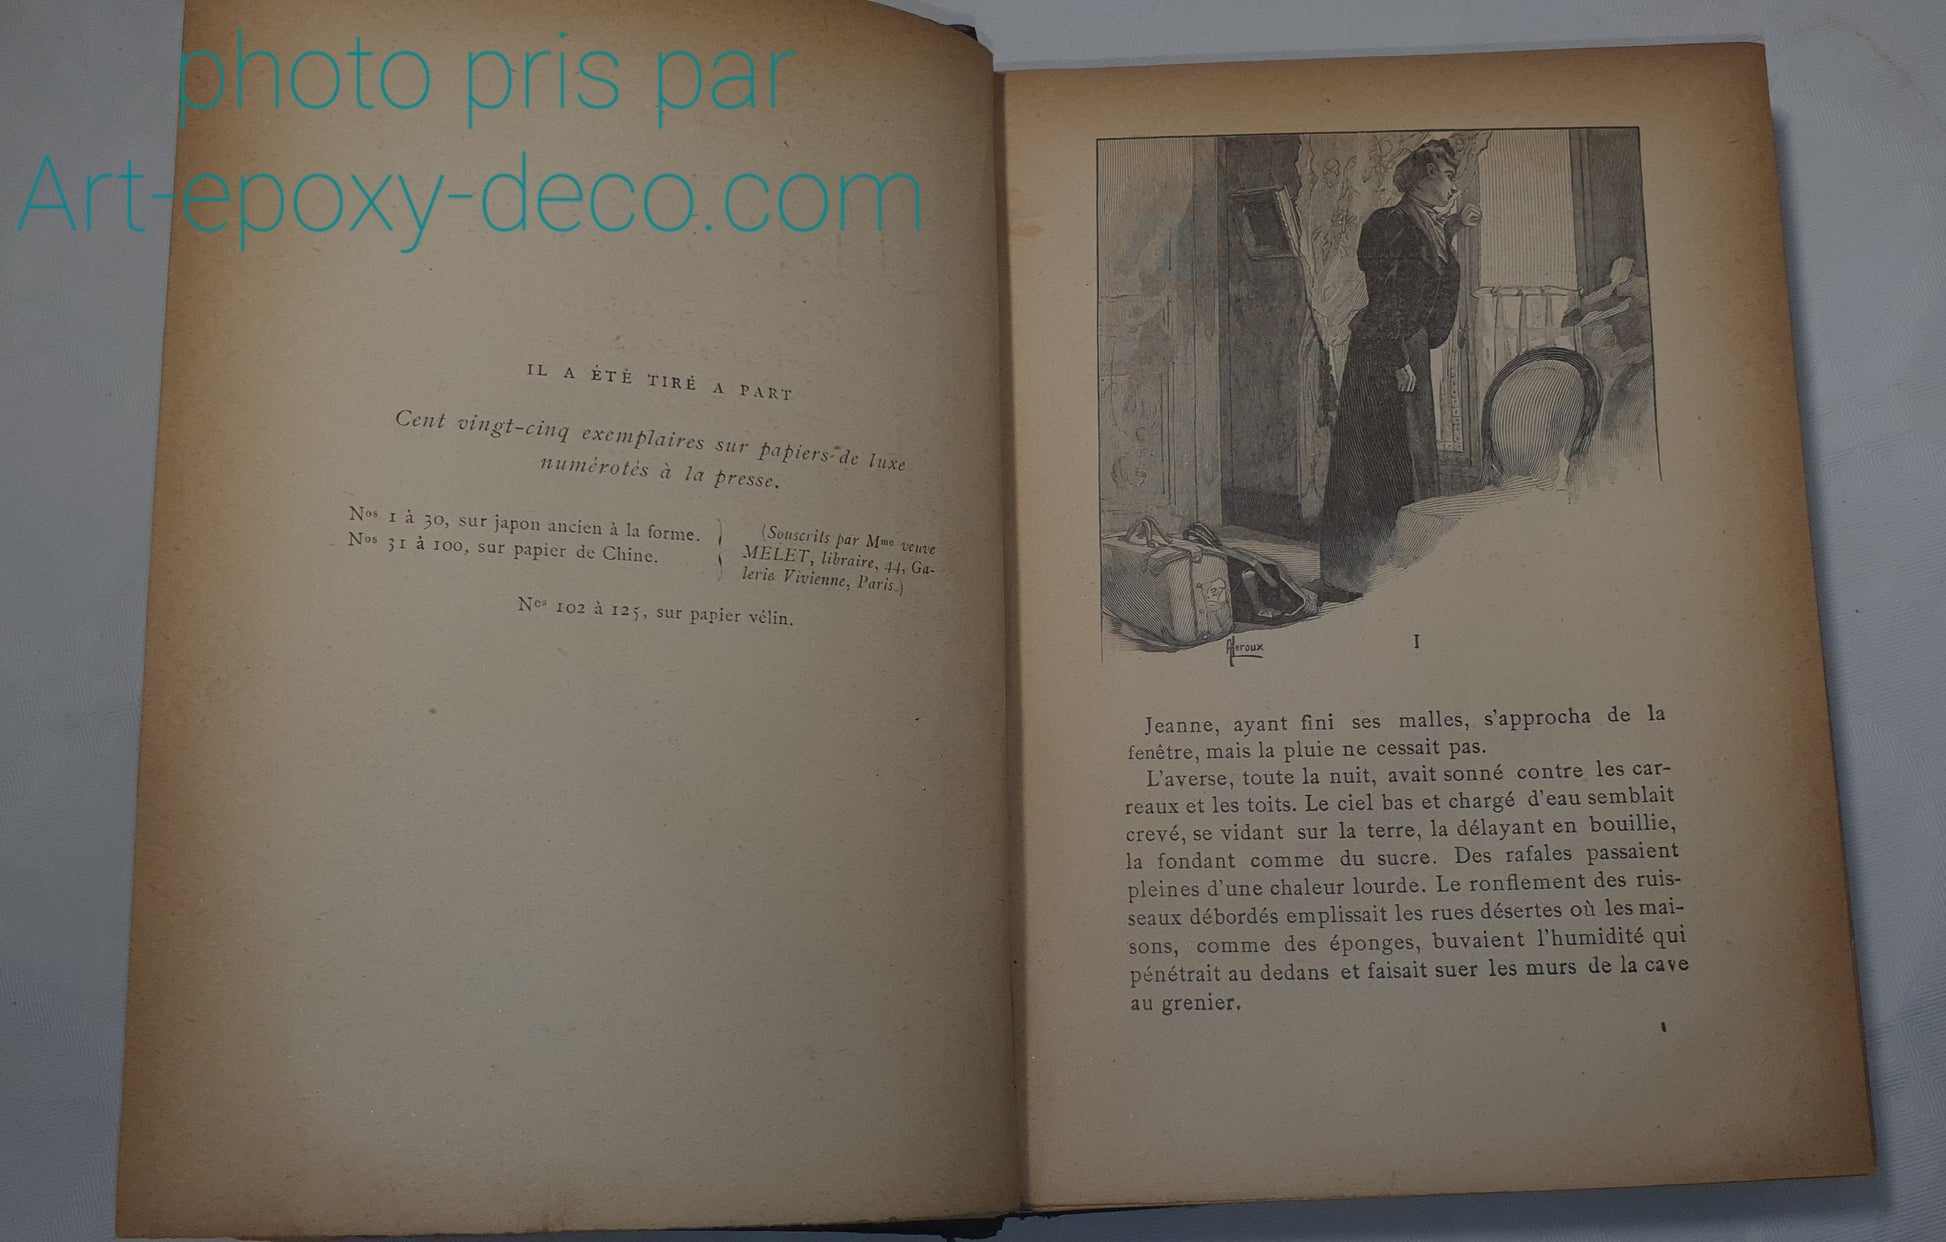 photo pris par
Art-epoxy-deco.com
IL A ÉTÉ TIRÉ A PART
Cent vingt-cinq exemplaires sur papiers de luxe
numérotés à la presse.
Nos 1 à 30, sur japon ancien à la forme.
Nos 31 à 100, sur papier de Chine.
(Souscrits par Mme veuve
MELET, libraire, 44, Ga-
lerie Vivienne, Paris.)
Nos 102 à 125, sur papier vélin.
ALeroux
I
Jeanne, ayant fini ses malles, s'approcha de la
fenêtre, mais la pluie ne cessait pas.
L'averse, toute la nuit, avait sonné contre les car-
reaux et les toits. Le ciel bas et chargé d'eau semblait
crevé, se vidant sur la terre, la délayant en bouillie,
la fondant comme du sucre. Des rafales passaient
pleines d'une chaleur lourde. Le ronflement des ruis-
seaux débordés emplissait les rues désertes où les mai-
sons, comme des éponges, buvaient l'humidité qui
pénétrait au dedans et faisait suer les murs de la cave
au grenier.
1